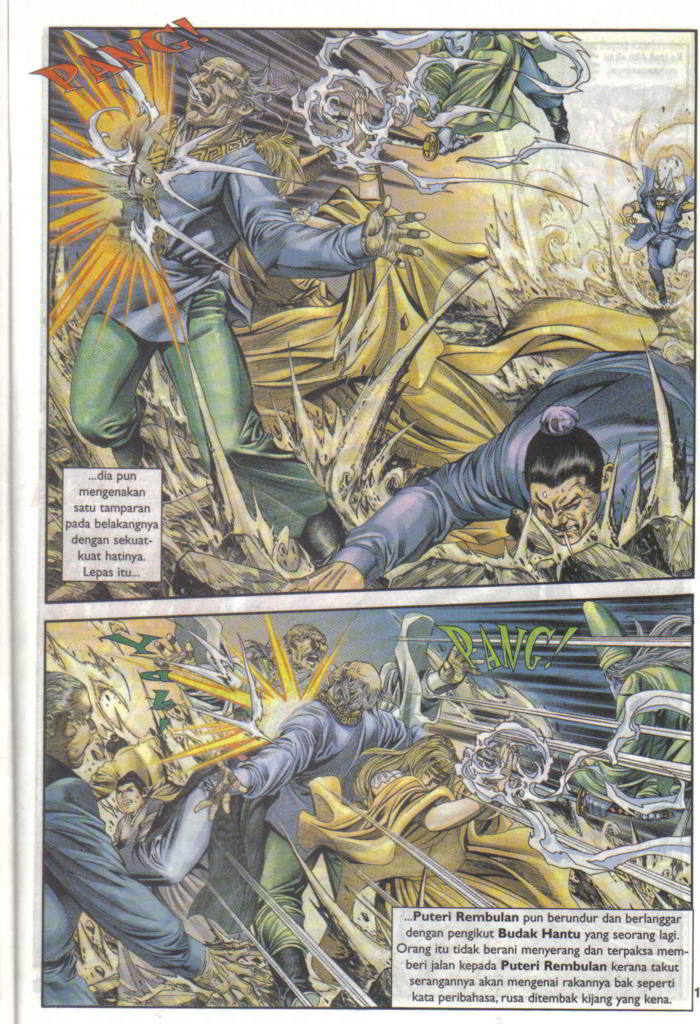 PANG!
...dia pun
mengenakan
satu tamparan
pada belakangnya
dengan sekuat-
kuat hatinya.
Lepas itu...
PANG!
...Puteri Rembulan pun berundur dan berlanggar
dengan pengikut Budak Hantu yang seorang lagi.
Orang itu tidak berani menyerang dan terpaksa mem-
beri jalan kepada Puteri Rembulan kerana takut
serangannya akan mengenai rakannya bak seperti
kata peribahasa, rusa ditembak kijang yang kena.
1